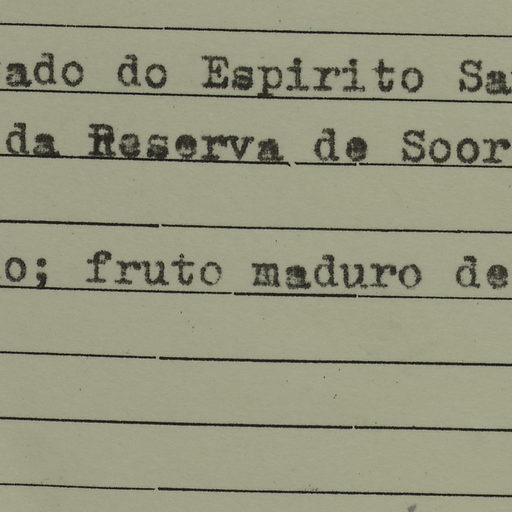 ado do Espirito Sa
da Reserva de Soor
o; fruto maduro de